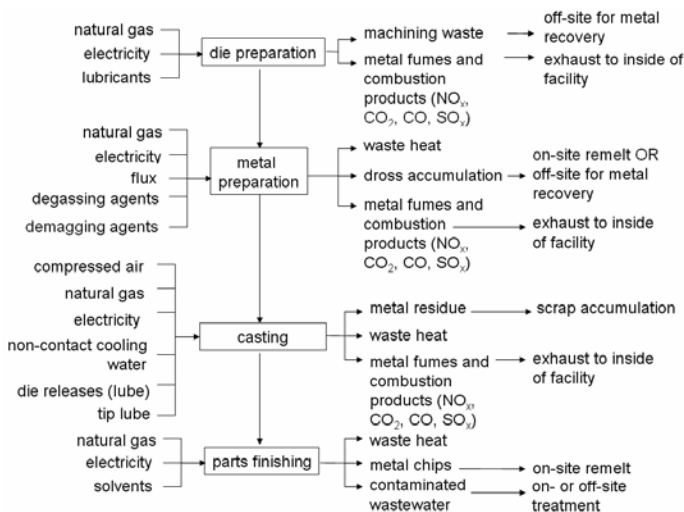 natural gas
electricity
lubricants
die preparation
machining waste
off-site for metal
recovery
metal fumes and
combustion
products (NOₓ,
CO₂, CO, SOₓ)
exhaust to inside of
facility
natural gas
electricity
flux
degassing agents
demagging agents
metal
preparation
waste heat
dross accumulation
on-site remelt OR
off-site for metal
recovery
metal fumes and
combustion
products (NOₓ,
CO₂, CO, SOₓ)
exhaust to inside
of facility
compressed air
natural gas
electricity
non-contact cooling
water
die releases (lube)
tip lube
casting
metal residue
scrap accumulation
waste heat
metal fumes and
combustion
products (NOₓ,
CO₂, CO, SOₓ)
exhaust to inside
of facility
natural gas
electricity
solvents
parts finishing
waste heat
metal chips
on-site remelt
contaminated
wastewater
on- or off-site
treatment